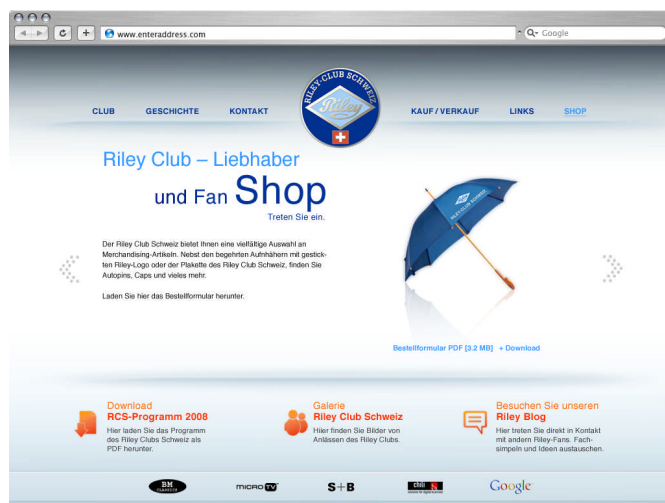 www.enteraddress.com
Google
CLUB GESCHICHTE KONTAKT
RILEY-CLUB SCHWEIZ
Riley
KAUF / VERKAUF LINKS SHOP
Riley Club – Liebhaber
und Fan Shop
Treten Sie ein.
RILEY-CLUB SCHWEIZ
Der Riley Club Schweiz bietet Ihnen eine vielfältige Auswahl an
Merchandising-Artikeln. Nebst den begehrten Aufnähern mit gestick-
ten Riley-Logo oder der Plakette des Riley Club Schweiz, finden Sie
Autopins, Caps und vieles mehr.
Laden Sie hier das Bestellformular herunter.
Bestellformular PDF [3.2 MB] + Download
Download
RCS-Programm 2008
Hier laden Sie das Programm
des Riley Clubs Schweiz als
PDF herunter.
Galerie
Riley Club Schweiz
Hier finden Sie Bilder von
Anlässen des Riley Clubs.
Besuchen Sie unseren
Riley Blog
Hier treten Sie direkt in Kontakt
mit andern Riley-Fans. Fach-
simpeln und Ideen austauschen.
BM
CLASSICS
MICRO TV
S+B
chili
Google